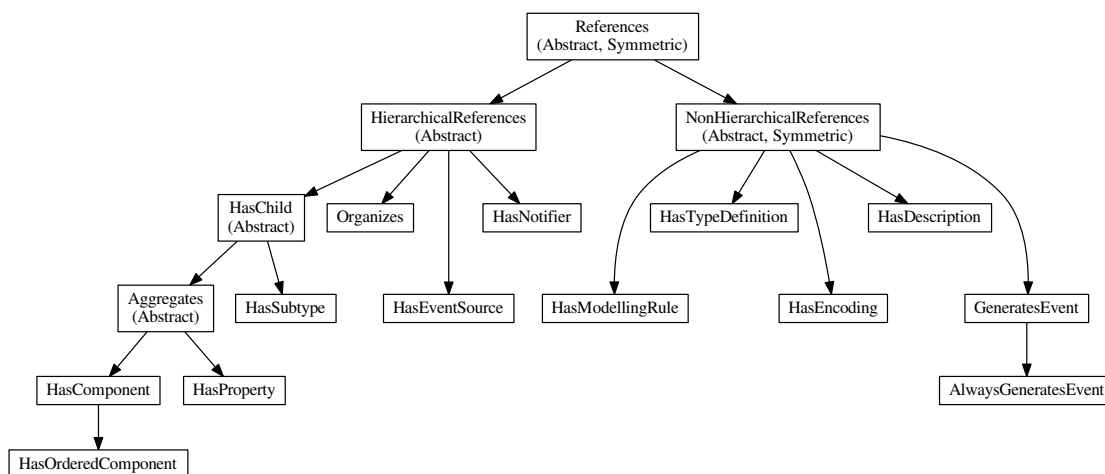 References
(Abstract, Symmetric)
HierarchicalReferences
(Abstract)
NonHierarchicalReferences
(Abstract, Symmetric)
HasChild
(Abstract)
Organizes
HasNotifier
HasTypeDefinition
HasDescription
Aggregates
(Abstract)
HasSubtype
HasEventSource
HasModellingRule
HasEncoding
GeneratesEvent
HasComponent
HasProperty
AlwaysGeneratesEvent
HasOrderedComponent